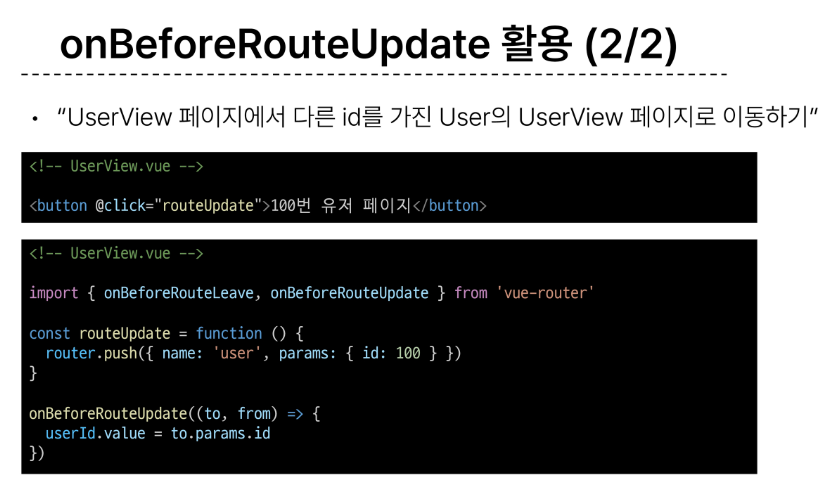 onBeforeRouteUpdate 활용 (2/2)
• “UserView 페이지에서 다른 id를 가진 User의 UserView 페이지로 이동하기”
<!-- UserView.vue -->
<button @click="routeUpdate">100번 유저 페이지</button>
<!-- UserView.vue -->
import { onBeforeRouteLeave, onBeforeRouteUpdate } from 'vue-router'
const routeUpdate = function () {
  router.push({ name: 'user', params: { id: 100 } })
}
onBeforeRouteUpdate((to, from) => {
  userId.value = to.params.id
})